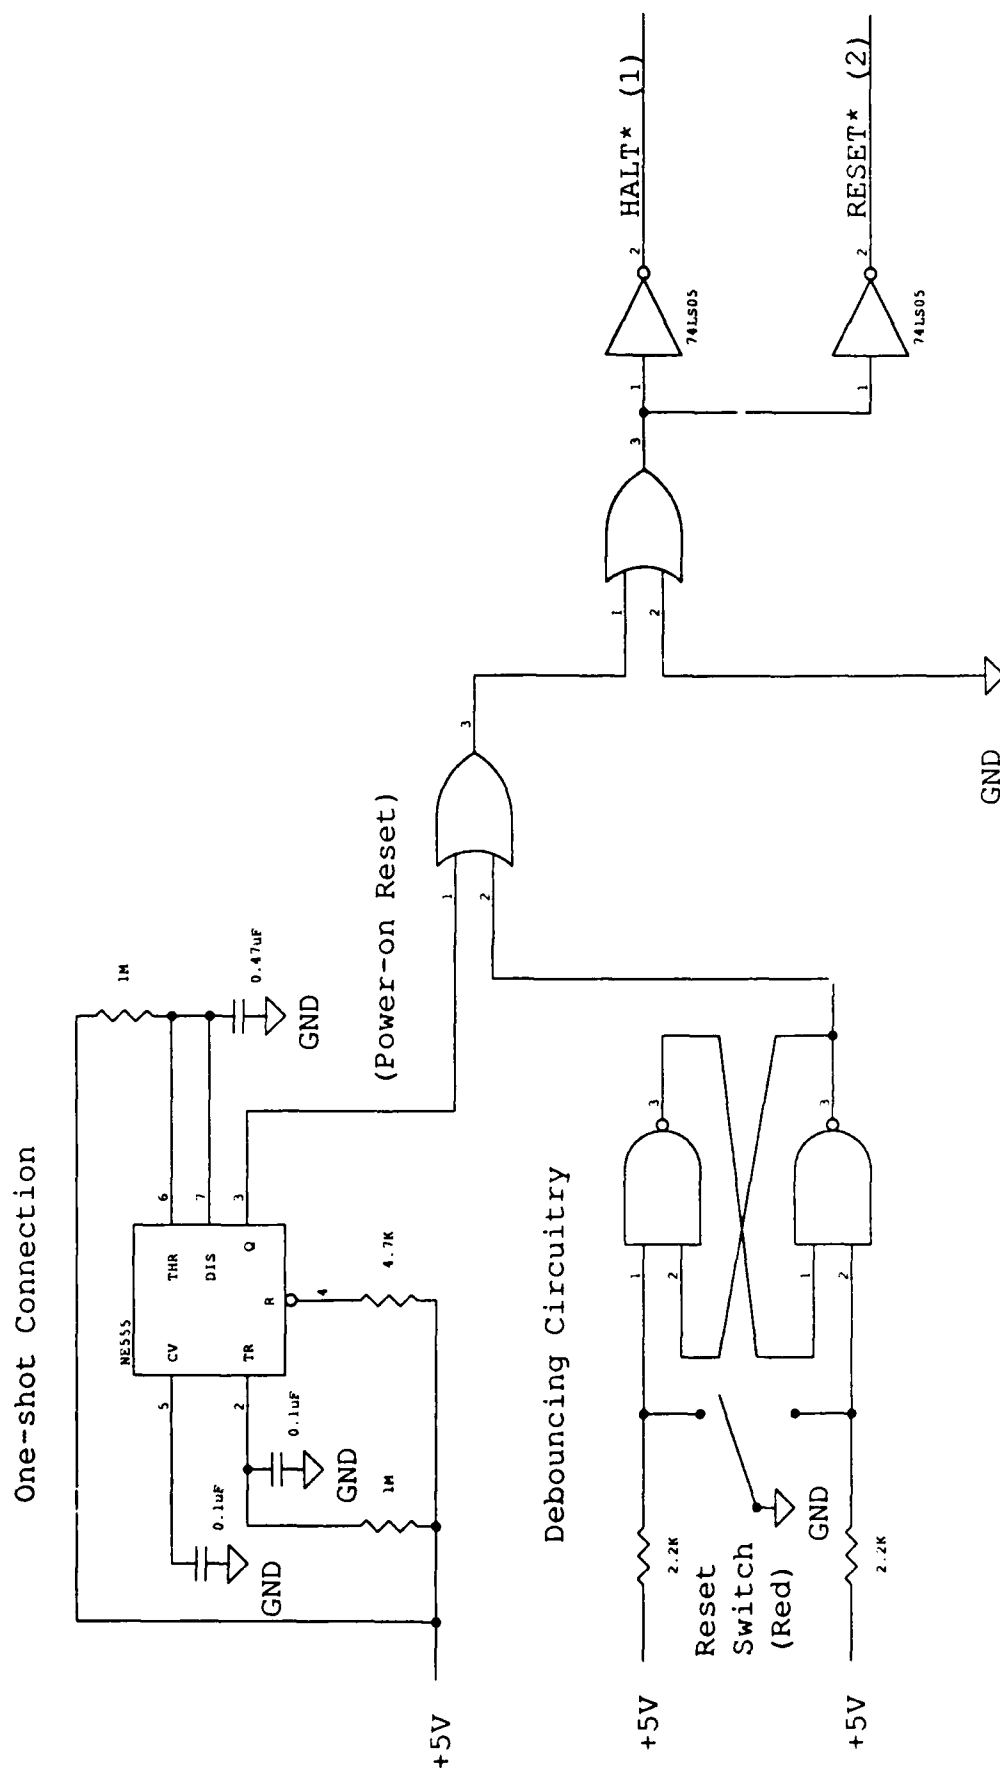 One-shot Connection
1M
0.47uF
GND
NE555
THR
DIS
CV
TR
Q
R
6
7
3
5
2
4
0.1uF
GND
0.1uF
GND
1M
4.7K
+5V
(Power-on Reset)
1
2
3
Debouncing Circuitry
1
2
3
1
2
3
+5V
2.2K
Reset
Switch
(Red)
GND
+5V
2.2K
1
2
3
GND
1
2
74LS05
HALT* (1)
1
2
74LS05
RESET* (2)